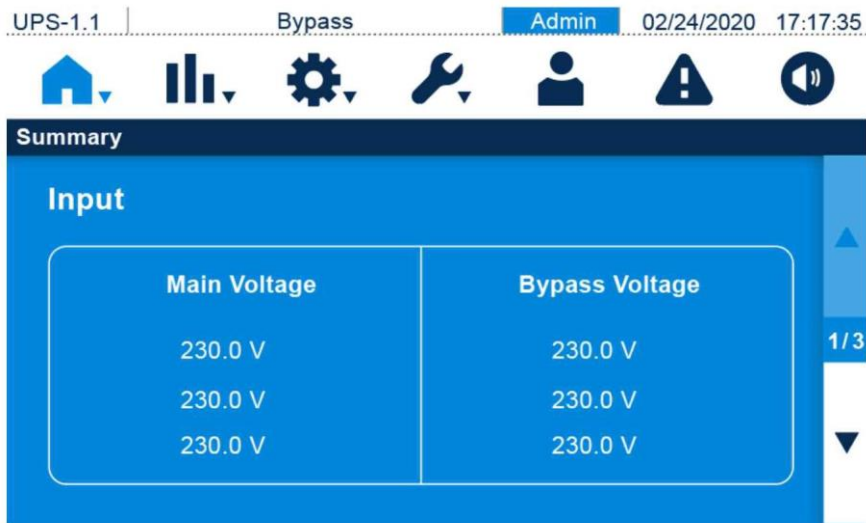 UPS-1.1 Bypass Admin 02/24/2020 17:17:35
Summary
Input
Main Voltage Bypass Voltage
230.0 V 230.0 V
1/3
230.0 V 230.0 V
230.0 V 230.0 V